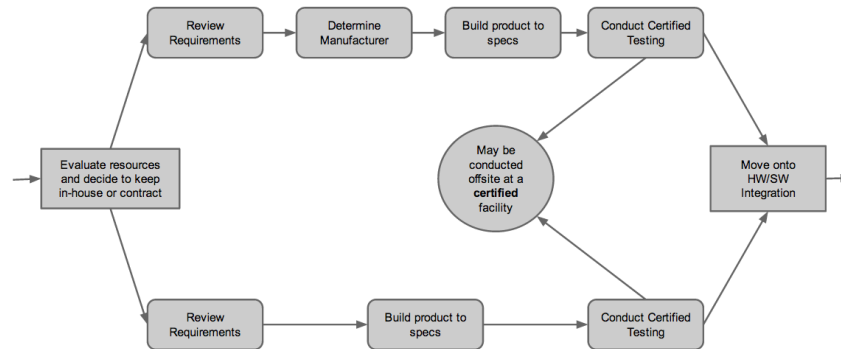 Review
Requirements
Determine
Manufacturer
Build product to
specs
Conduct Certified
Testing
Evaluate resources
and decide to keep
in-house or contract
May be
conducted
offsite at a
certified
facility
Move onto
HW/SW
Integration
Review
Requirements
Build product to
specs
Conduct Certified
Testing